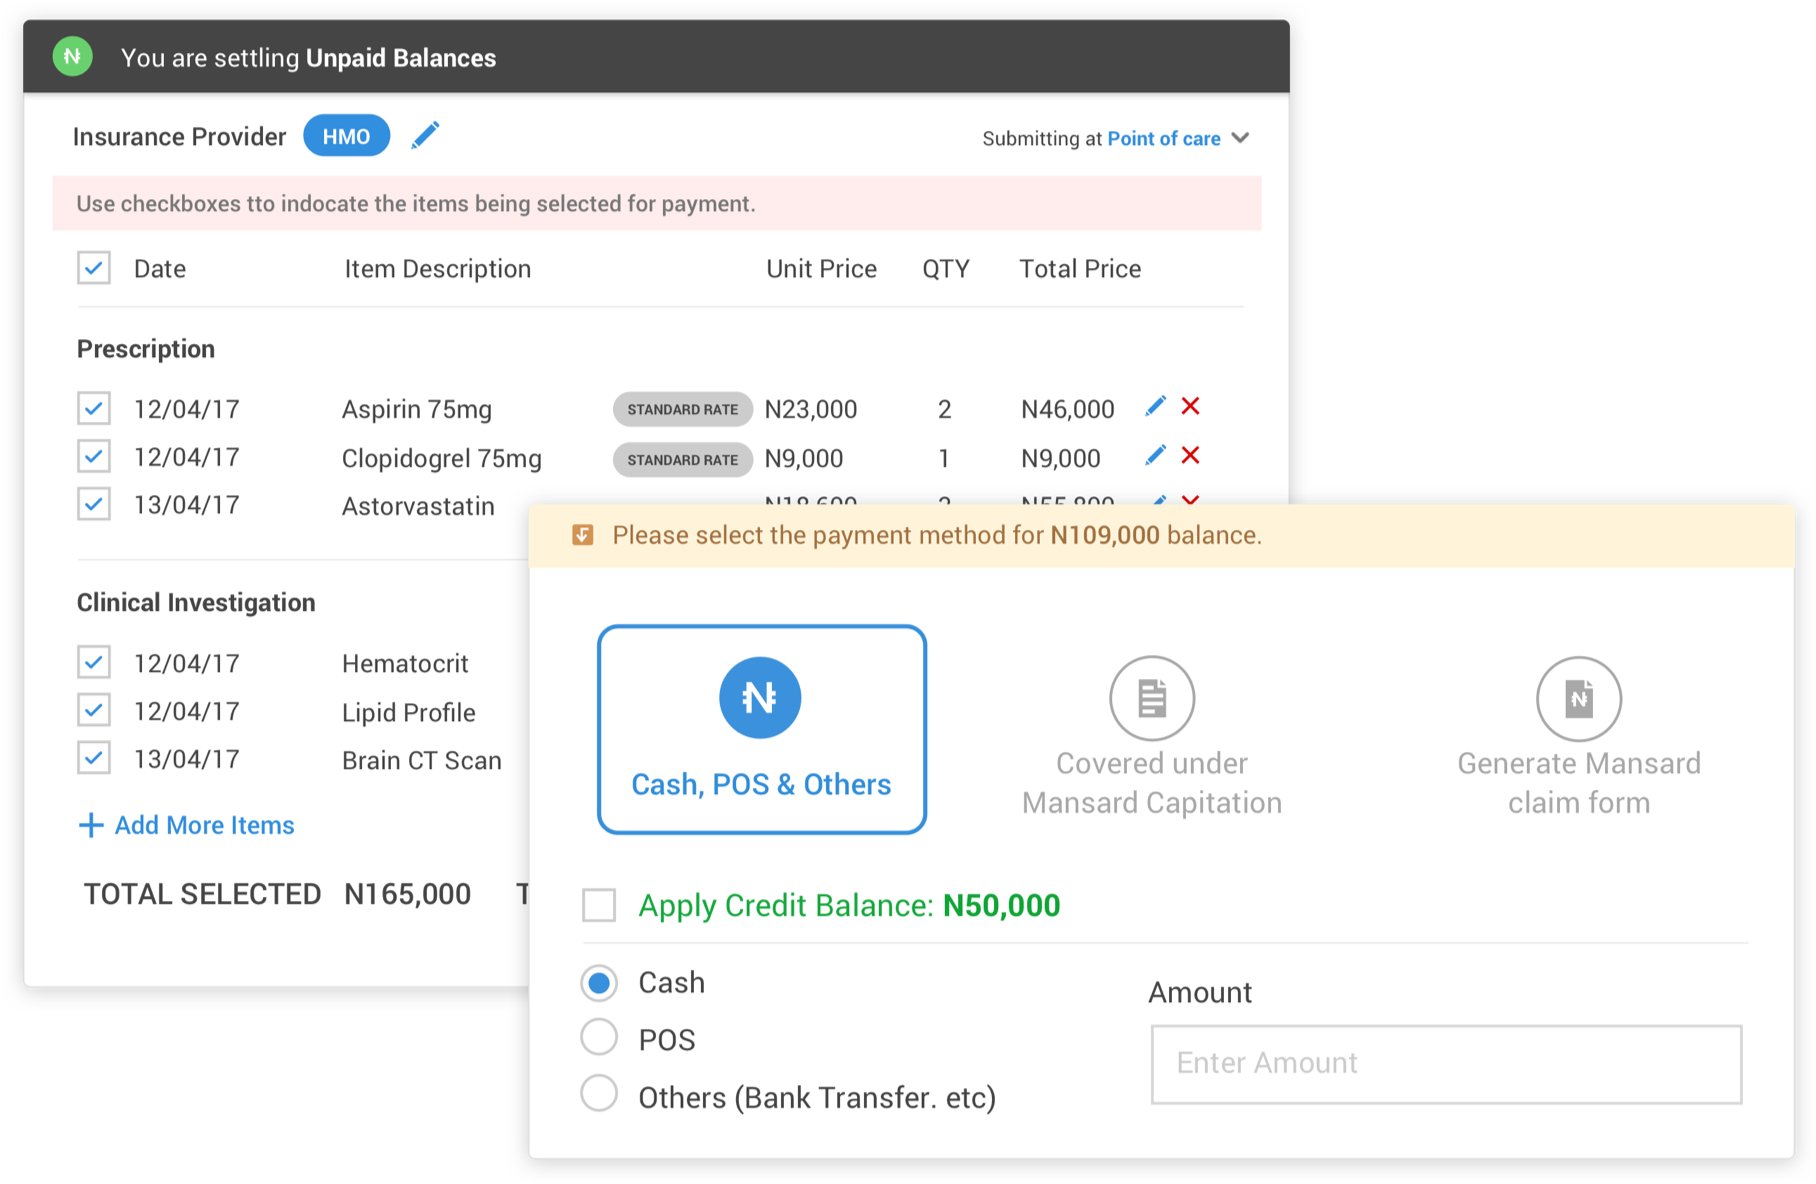 You are settling Unpaid Balances
Insurance Provider HMO
Submitting at Point of care
Use checkboxes tto indocate the items being selected for payment.
Date Item Description Unit Price QTY Total Price
Prescription
12/04/17 Aspirin 75mg STANDARD RATE N23,000 2 N46,000
12/04/17 Clopidogrel 75mg STANDARD RATE N9,000 1 N9,000
13/04/17 Astorvastatin
Clinical Investigation
12/04/17 Hematocrit
12/04/17 Lipid Profile
13/04/17 Brain CT Scan
Add More Items
TOTAL SELECTED N165,000
Please select the payment method for N109,000 balance.
Cash, POS & Others
Covered under
Mansard Capitation
Generate Mansard
claim form
Apply Credit Balance: N50,000
Cash
POS
Others (Bank Transfer. etc)
Amount
Enter Amount